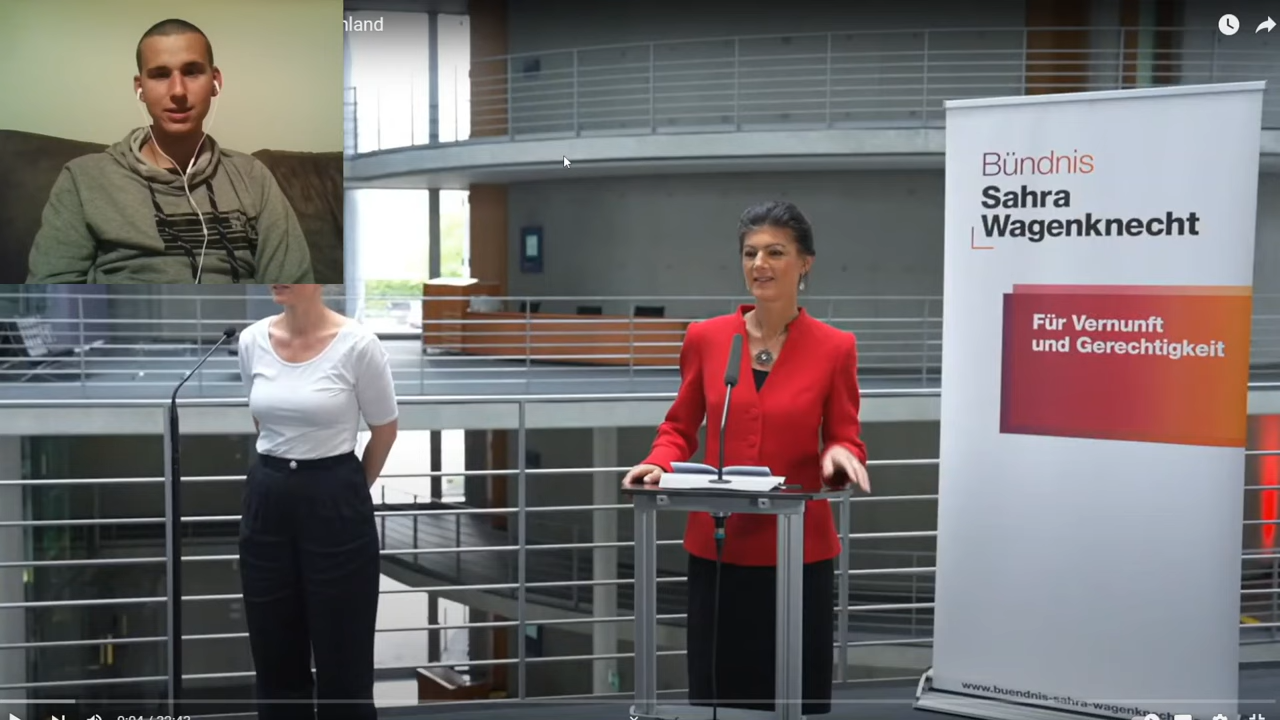 nland
Bündnis
Sahra
Wagenknecht
Für Vernunft
und Gerechtigkeit
www.buendnis-sahra-wagenknecht